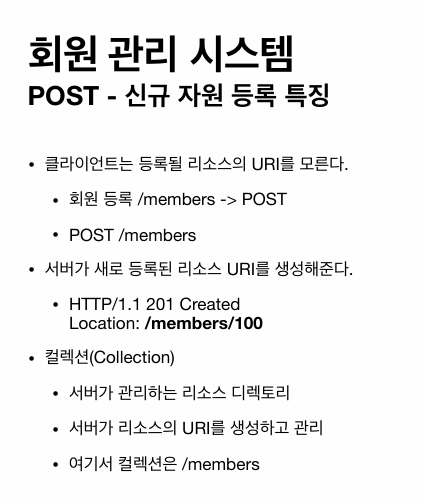 회원 관리 시스템
POST - 신규 자원 등록 특징
• 클라이언트는 등록될 리소스의 URI를 모른다.
• 회원 등록 /members -> POST
• POST /members
• 서버가 새로 등록된 리소스 URI를 생성해준다.
• HTTP/1.1 201 Created
Location: /members/100
• 컬렉션(Collection)
• 서버가 관리하는 리소스 디렉토리
• 서버가 리소스의 URI를 생성하고 관리
• 여기서 컬렉션은 /members